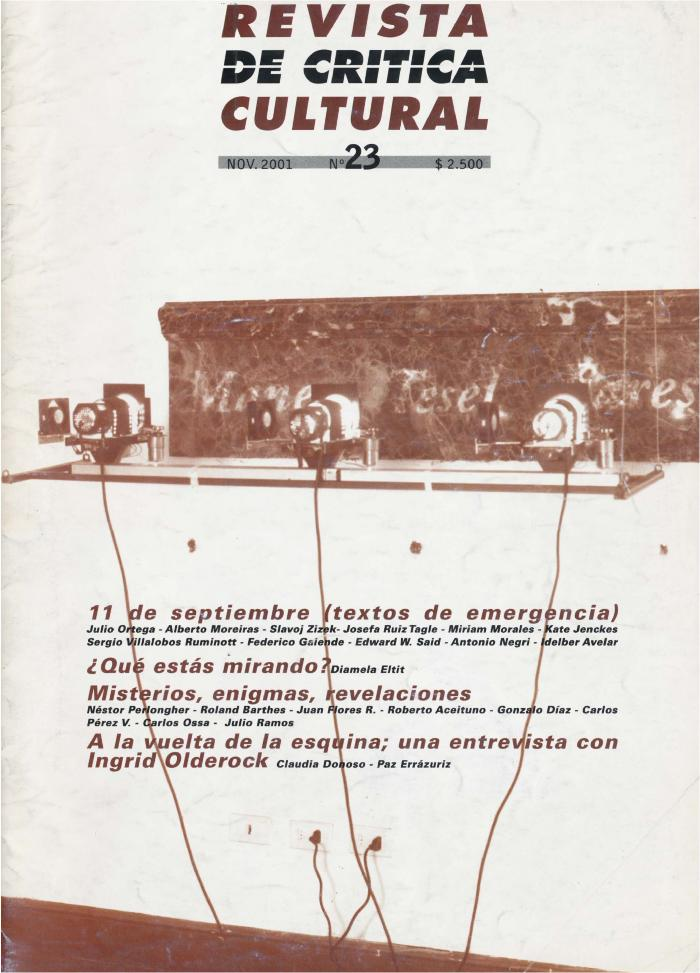 REVISTA
DE CRITICA
CULTURAL
NOV. 2001 Nº23 $ 2.500
11 de septiembre (textos de emergencia)
Julio Ortega - Alberto Moreiras - Slavoj Zizek- Josefa Ruiz Tagle - Miriam Morales - Kate Jenckes
Sergio Villalobos Ruminott - Federico Galende - Edward W. Said - Antonio Negri - Idelber Avelar
¿Qué estás mirando? Diamela Eltit
Misterios, enigmas, revelaciones
Néstor Perlongher - Roland Barthes - Juan Flores R. - Roberto Aceituno - Gonzalo Díaz - Carlos
Pérez V. - Carlos Ossa - Julio Ramos
A la vuelta de la esquina; una entrevista con
Ingrid Olderock Claudia Donoso - Paz Errázuriz